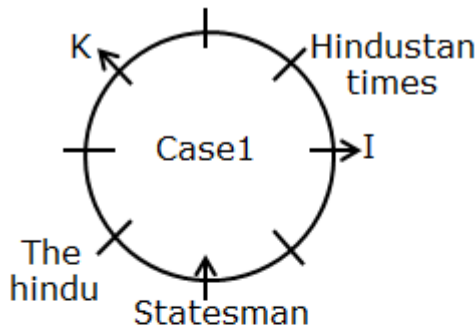 K
Hindustan
times
Case1
I
The
hindu
Statesman